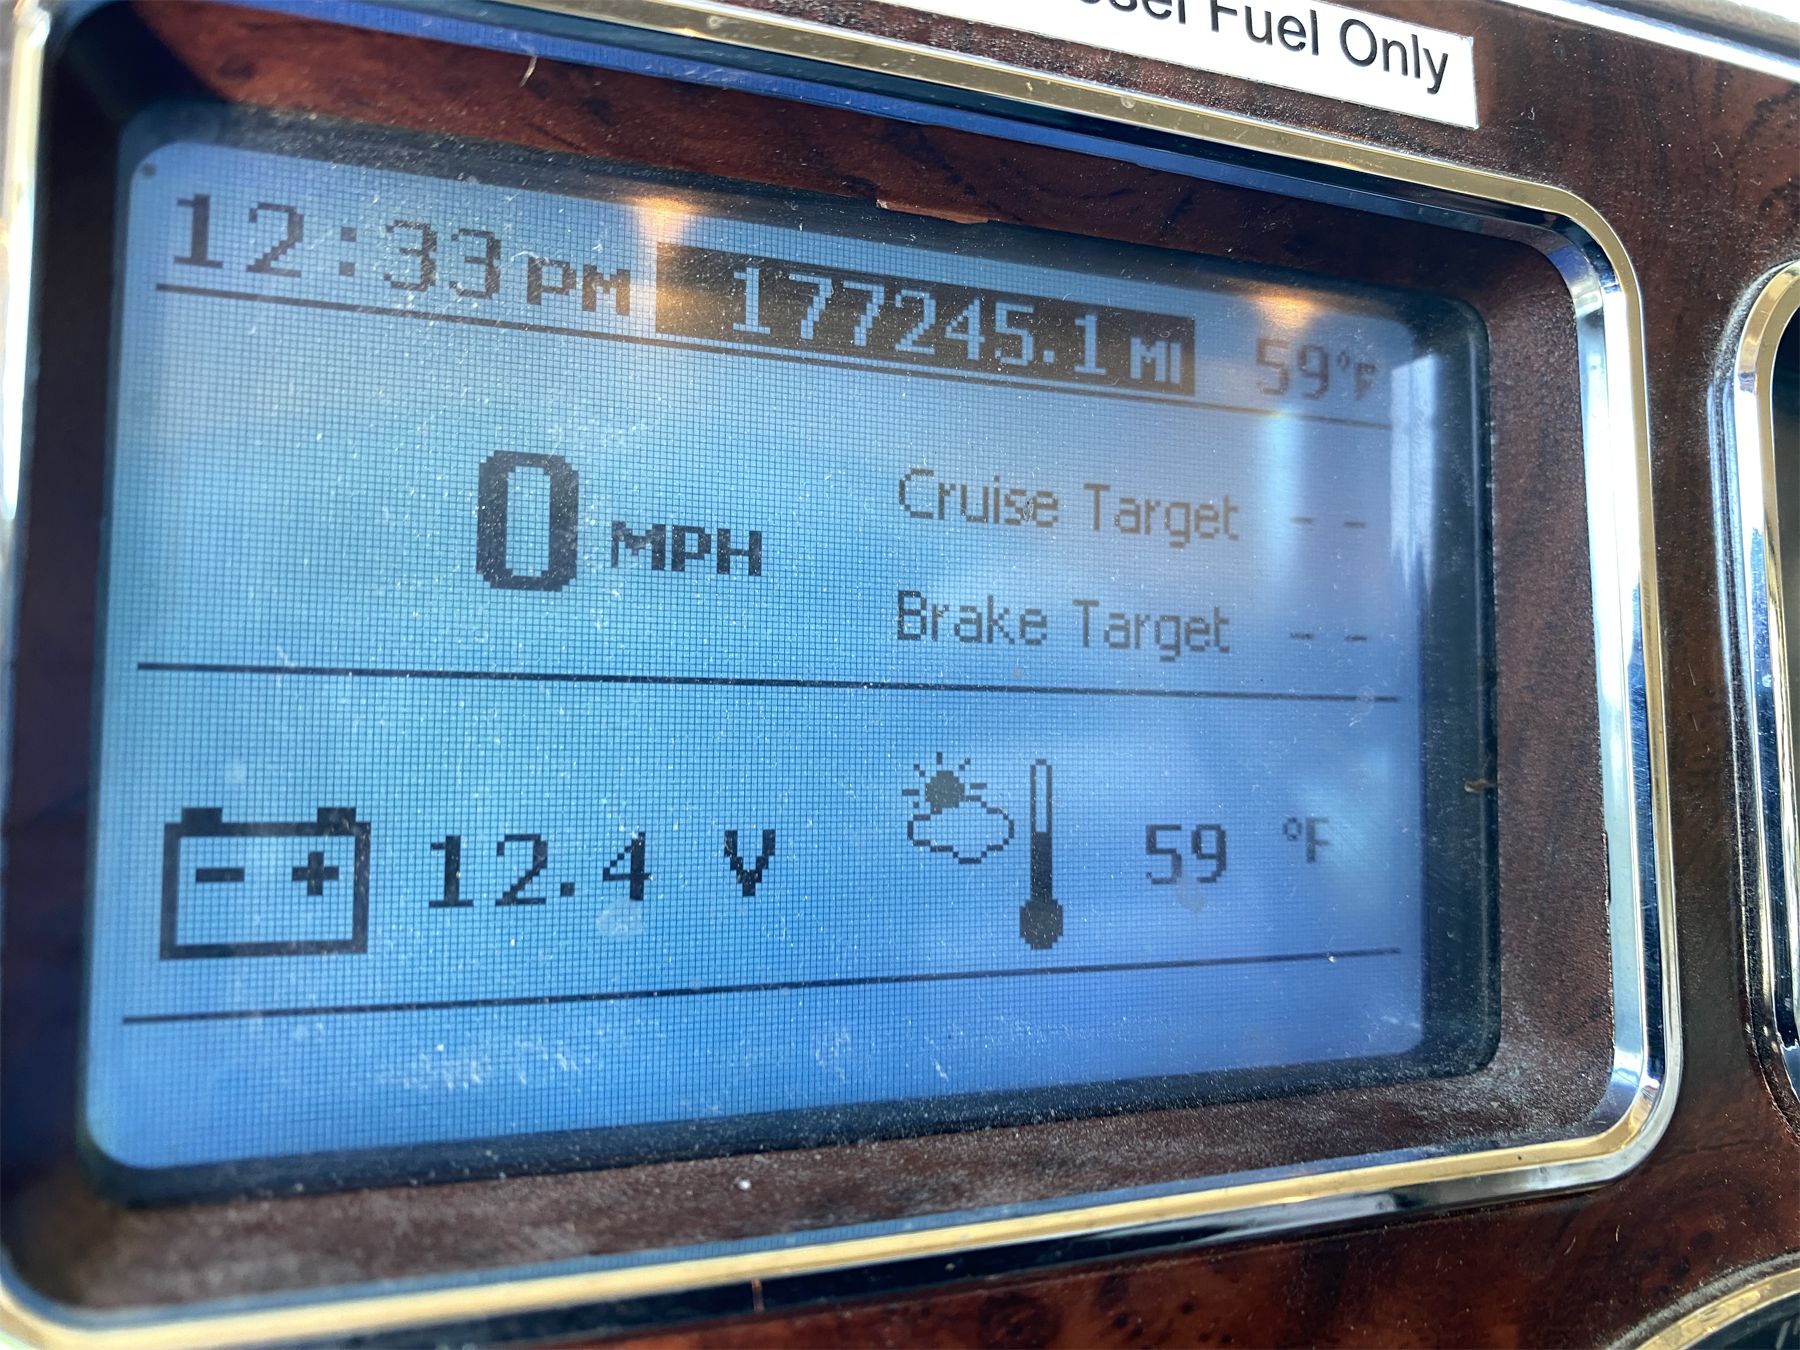 Fuel Only
12:33 PM 177245.1 MI 59°F
0 MPH
Cruise Target --
Brake Target --
- + 12.4 V 59 °F